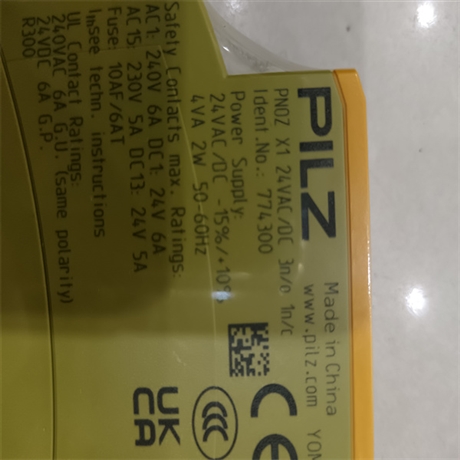 PILZ
Made in China
www.pilz.com
PNOZ X1 24VAC/DC 3n/o 1n/c
Ident.No.: 774300
Power Supply:
24VAC/DC -15%/+10%
4VA 2W 50-60Hz
Safety Contacts max. Ratings:
AC1: 240V 6A DC1: 24V 6A
AC15: 230V 5A DC13: 24V 5A
Fuse: 10AF/6AT
see techn. instructions
UL Contact Ratings:
240VAC 6A G.U. (same polarity)
24VDC 6A G.P.
R300
CE
CCC
UK
CA